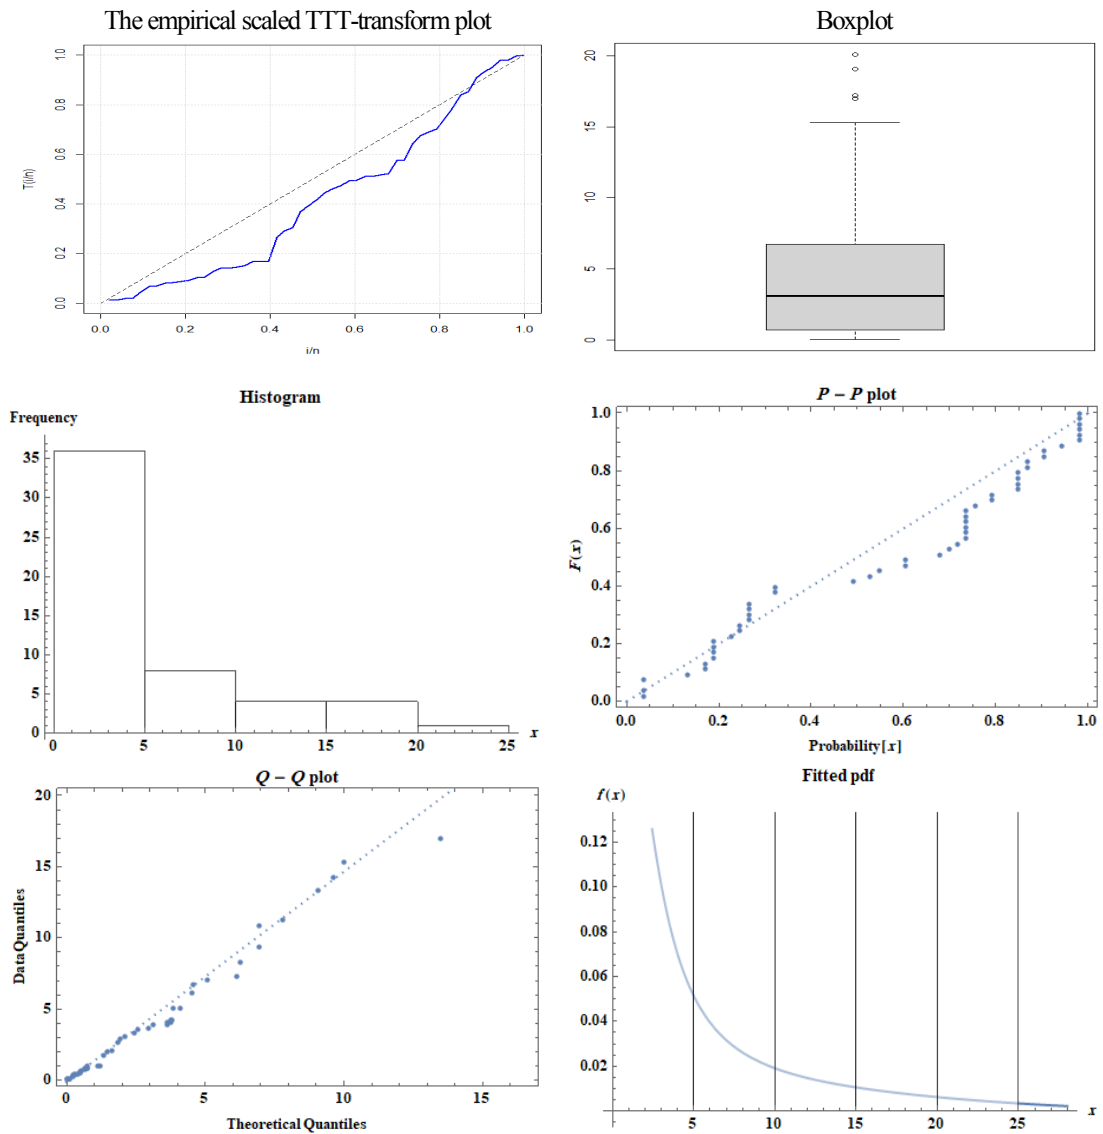 The empirical scaled TTT-transform plot
T(i/n)
1.0
0.8
0.6
0.4
0.2
0.0
0.0 0.2 0.4 0.6 0.8 1.0
i/n
Boxplot
20
15
10
5
0
Histogram
Frequency
35
30
25
20
15
10
5
0
0 5 10 15 20 25 x
P - P plot
F(x)
1.0
0.8
0.6
0.4
0.2
0.0
0.0 0.2 0.4 0.6 0.8 1.0
Probability[x]
Q - Q plot
DataQuantiles
20
15
10
5
0
0 5 10 15
Theoretical Quantiles
Fitted pdf
f(x)
0.12
0.10
0.08
0.06
0.04
0.02
5 10 15 20 25 x